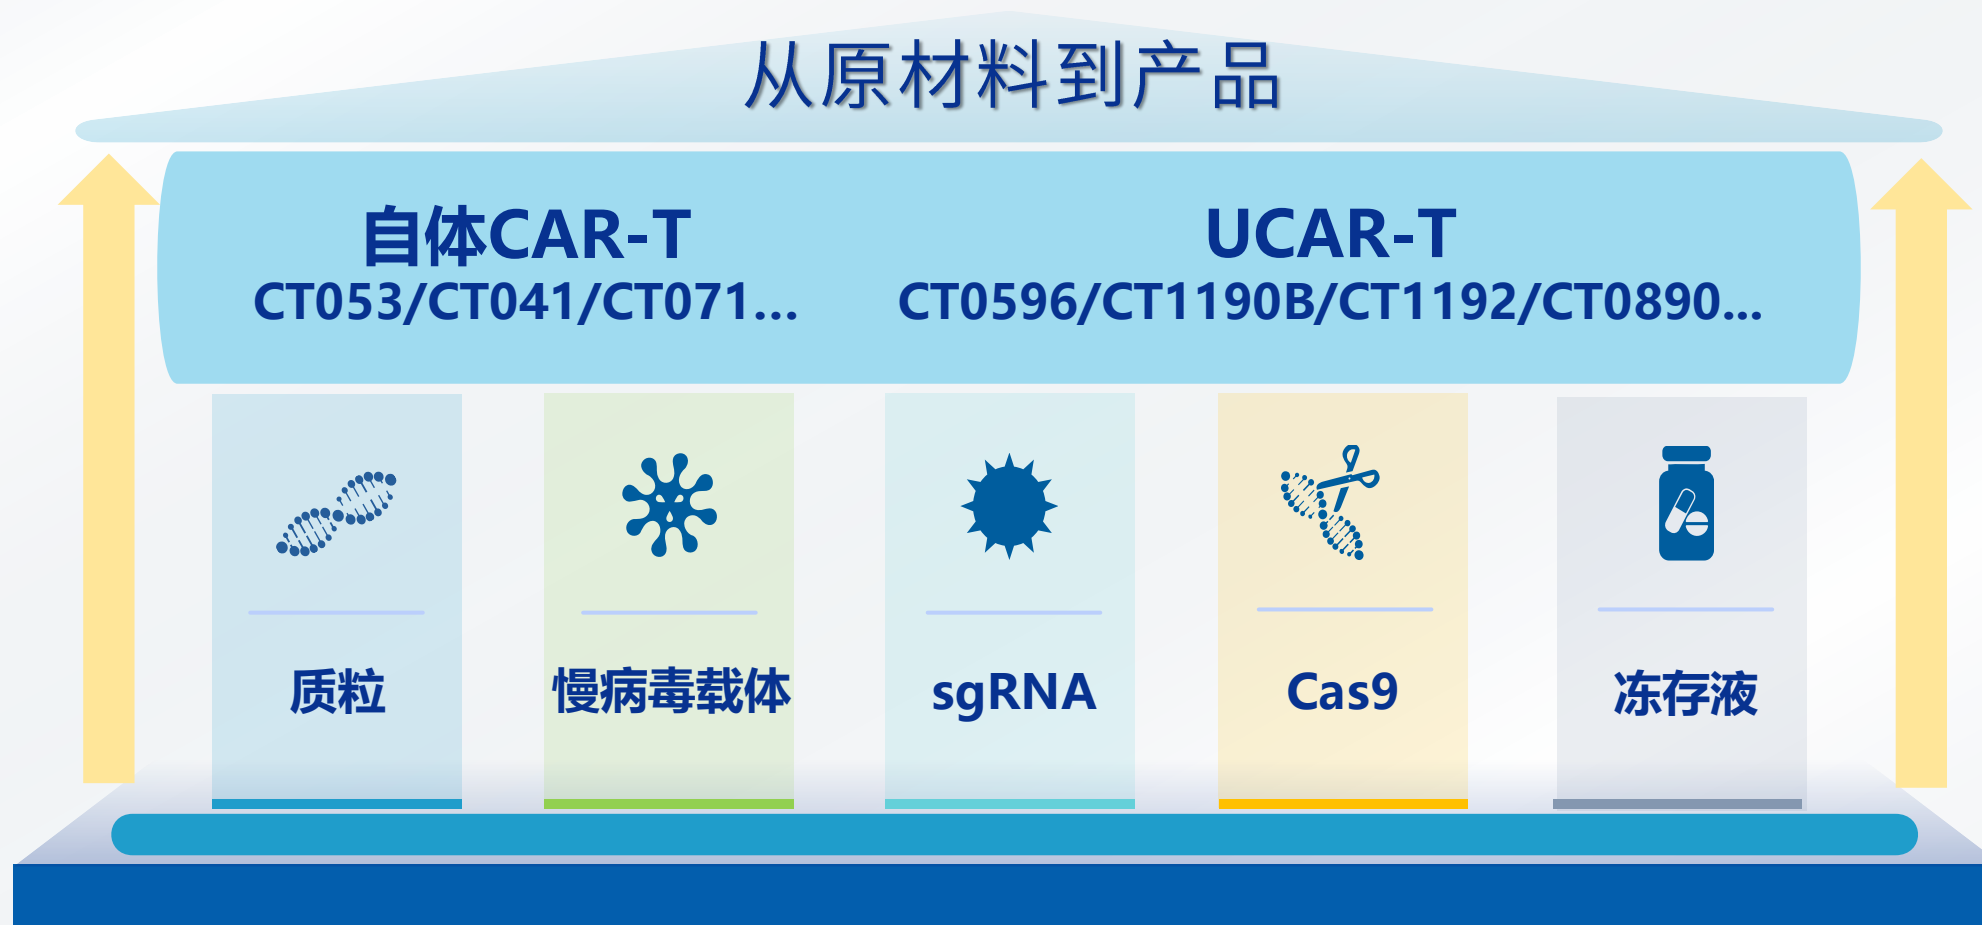 从原材料到产品
自体CAR-T
CT053/CT041/CT071...
UCAR-T
CT0596/CT1190B/CT1192/CT0890...
质粒
慢病毒载体
sgRNA
Cas9
冻存液